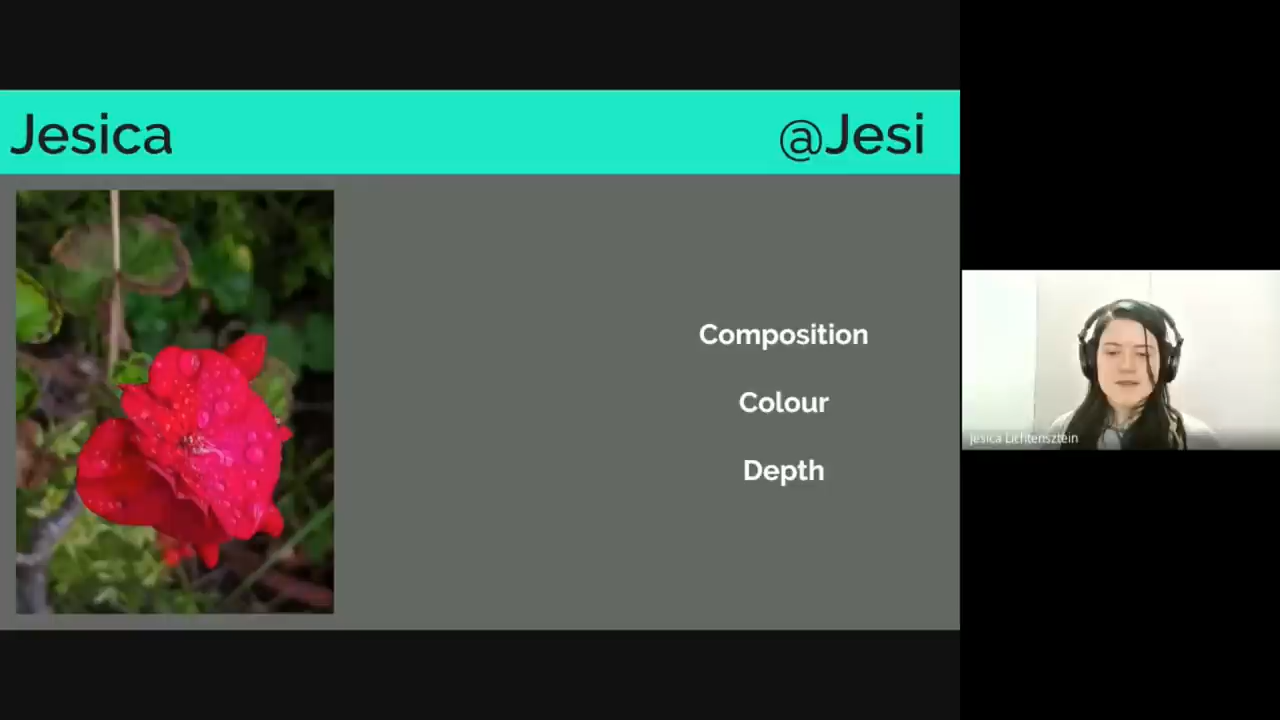 Jesica
@Jesi
Composition
Colour
Depth
Jesica Lichtensztein